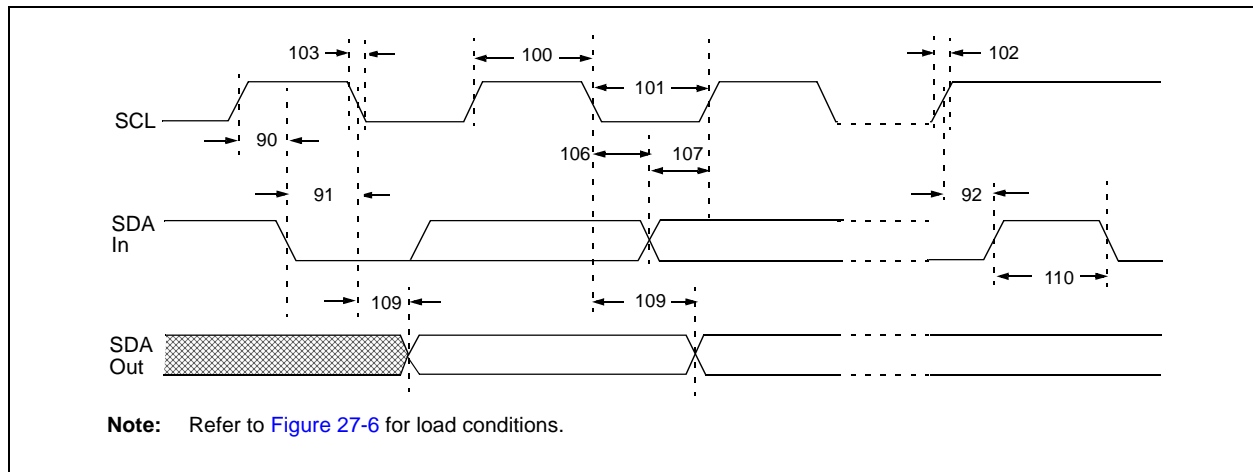 103
100
102
101
SCL
90
106
107
91
92
SDA
In
109
109
110
SDA
Out
Note: Refer to Figure 27-6 for load conditions.